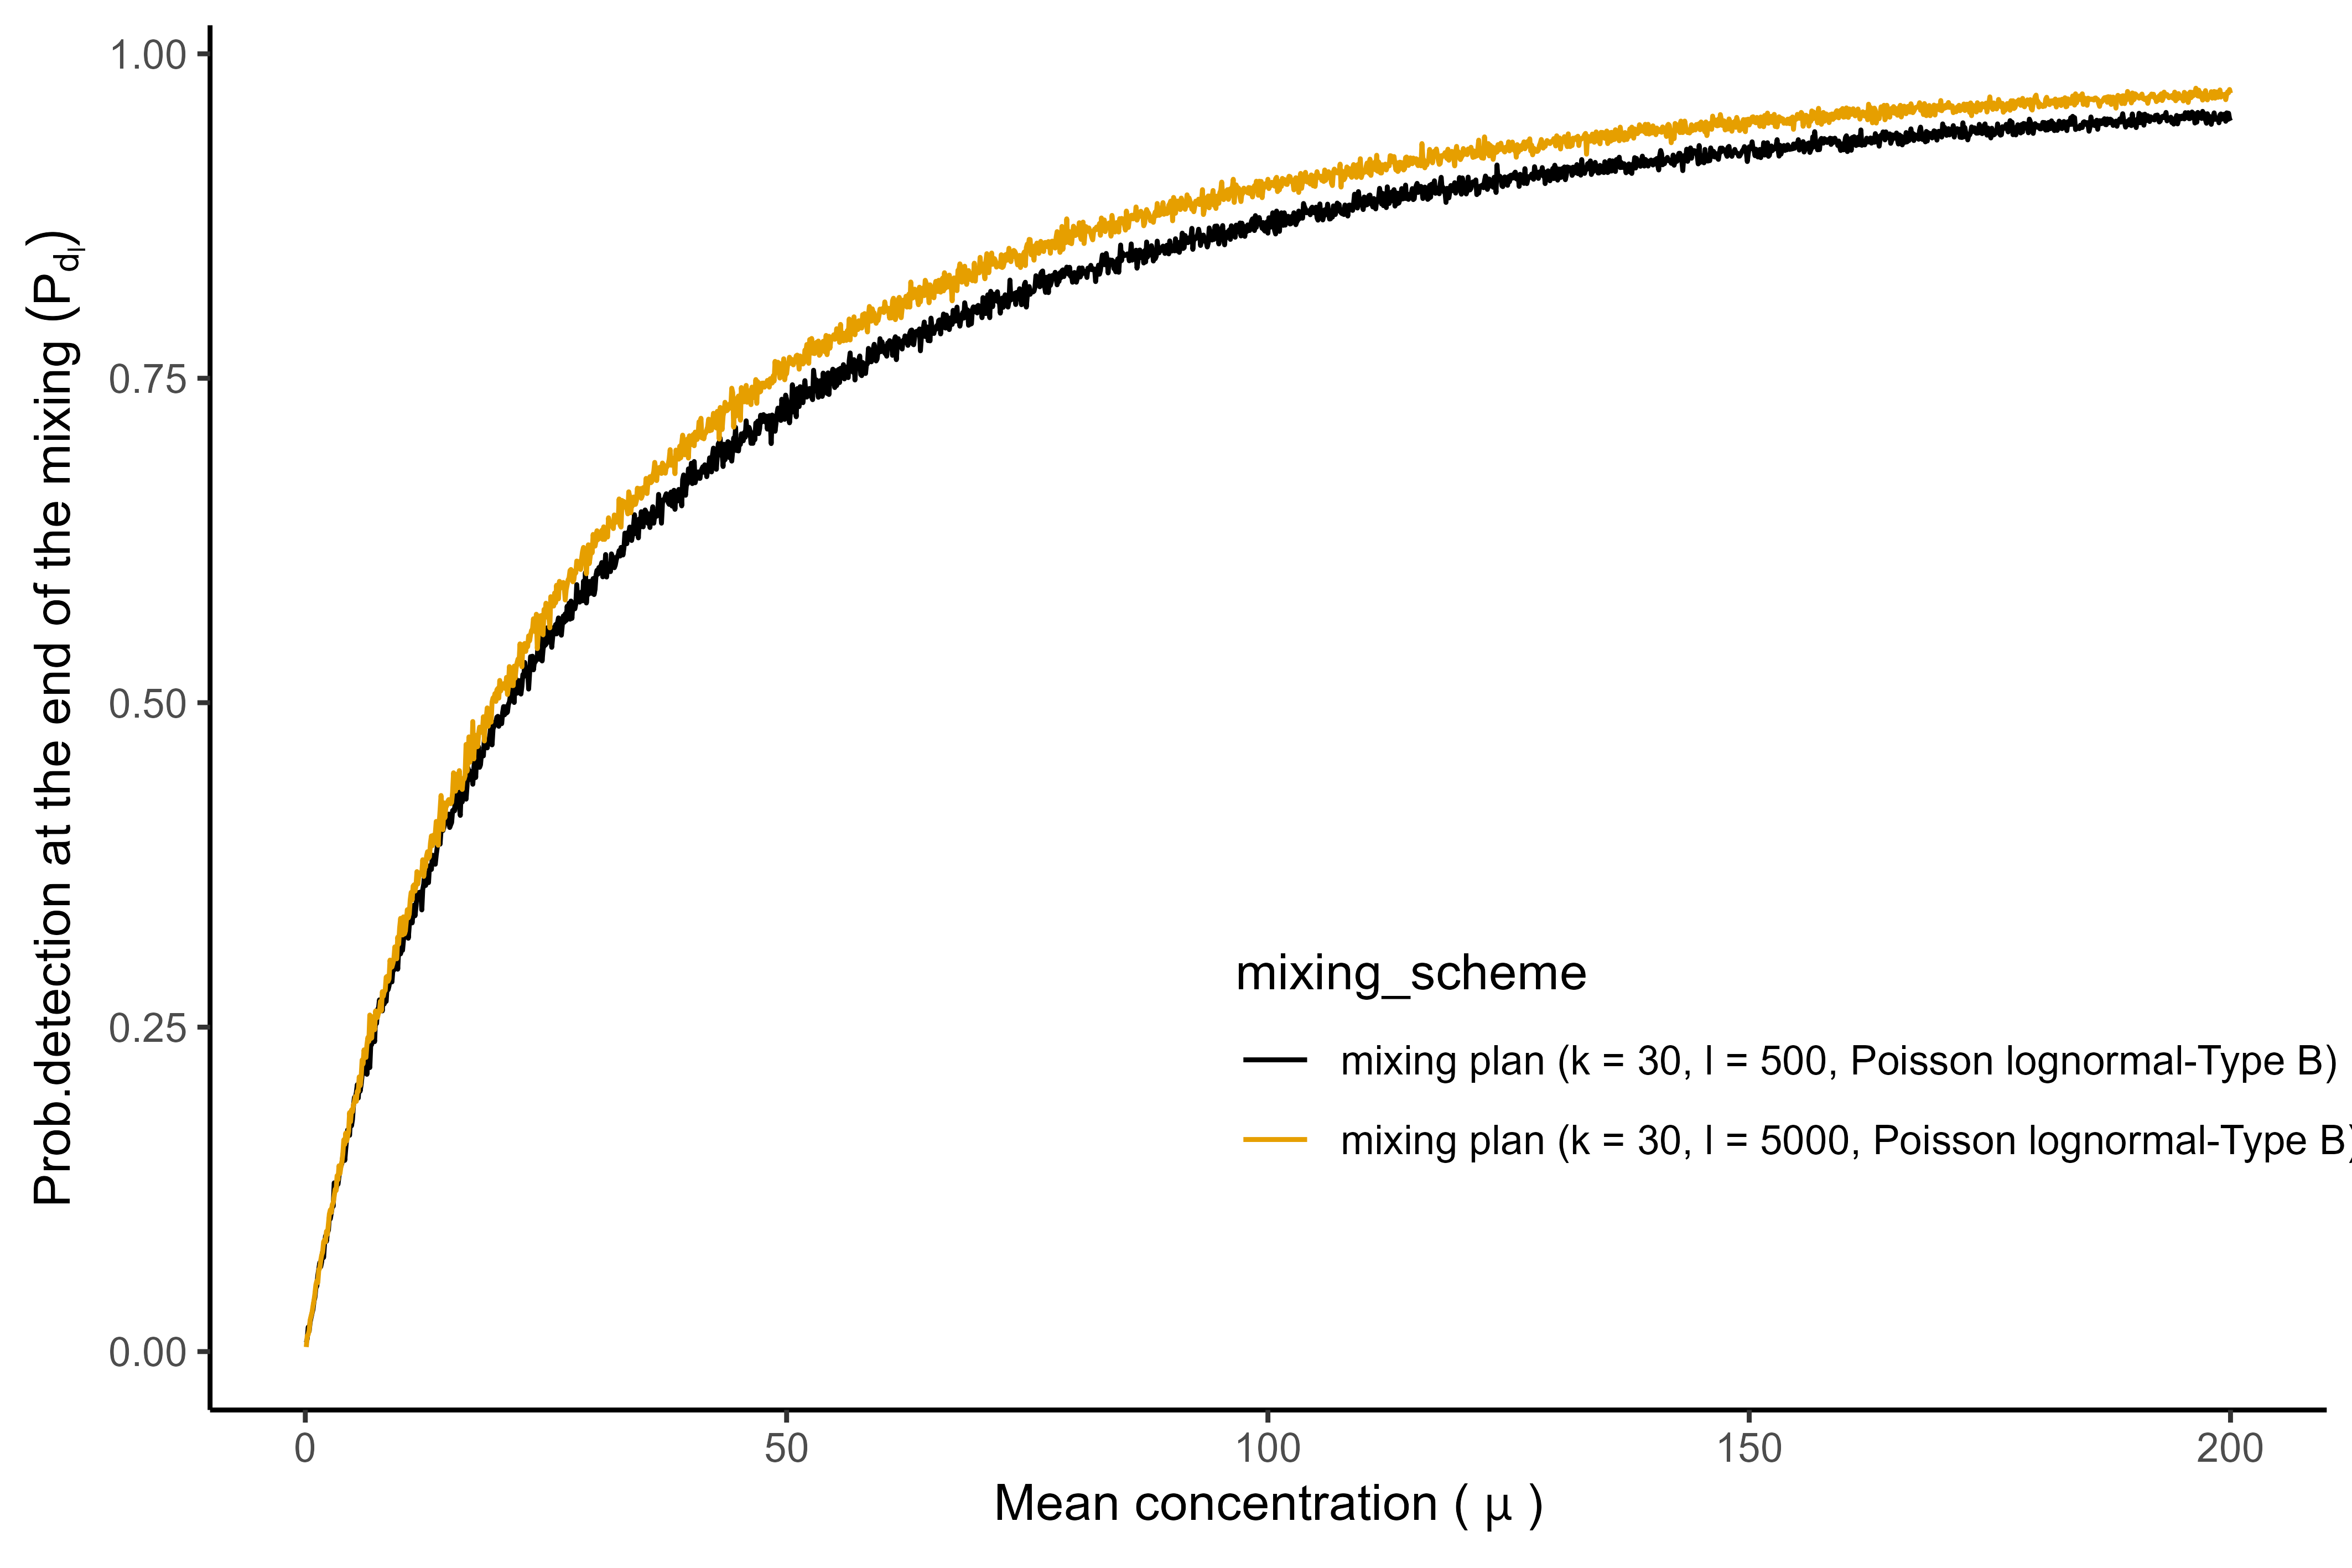 Prob.detection at the end of the mixing (Pdl)
1.00
0.75
0.50
0.25
0.00
mixing_scheme
mixing plan (k = 30, l = 500, Poisson lognormal-Type B)
mixing plan (k = 30, l = 5000, Poisson lognormal-Type B)
0 50 100 150 200
Mean concentration ( μ )